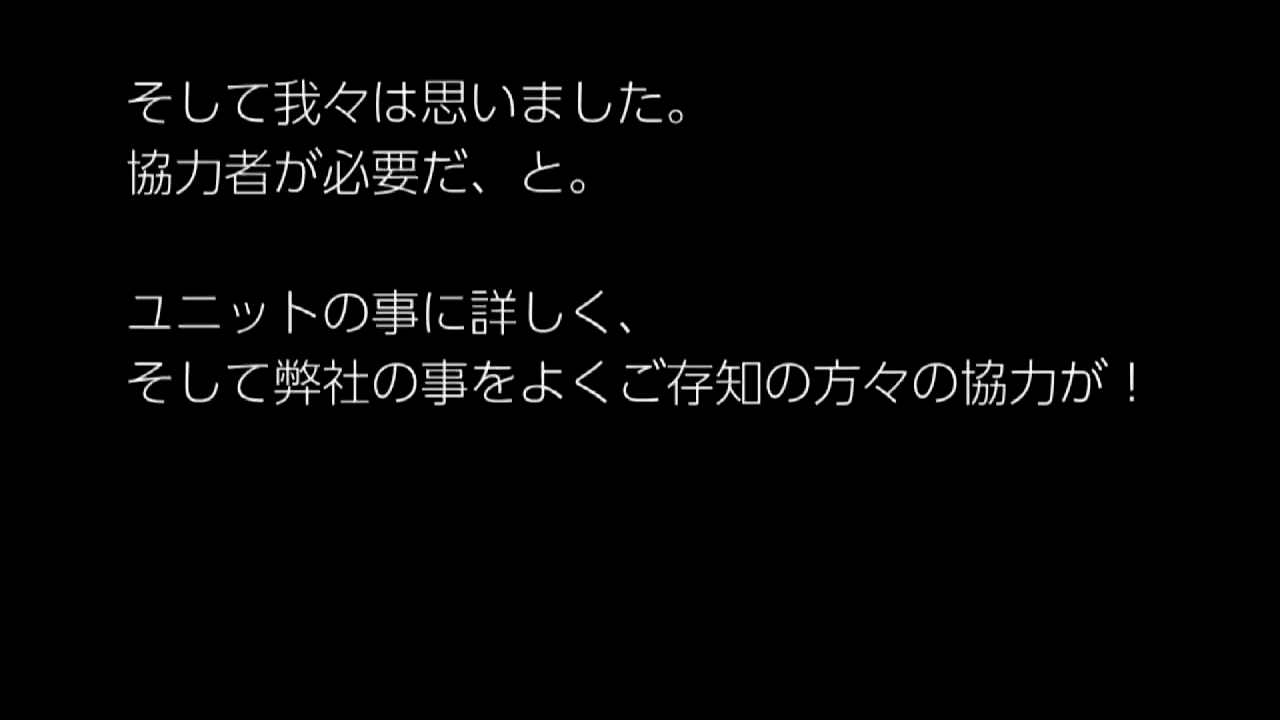 そして我々は思いました。
協力者が必要だ、と。
ユニットの事に詳しく、
そして弊社の事をよくご存知の方々の協力が！